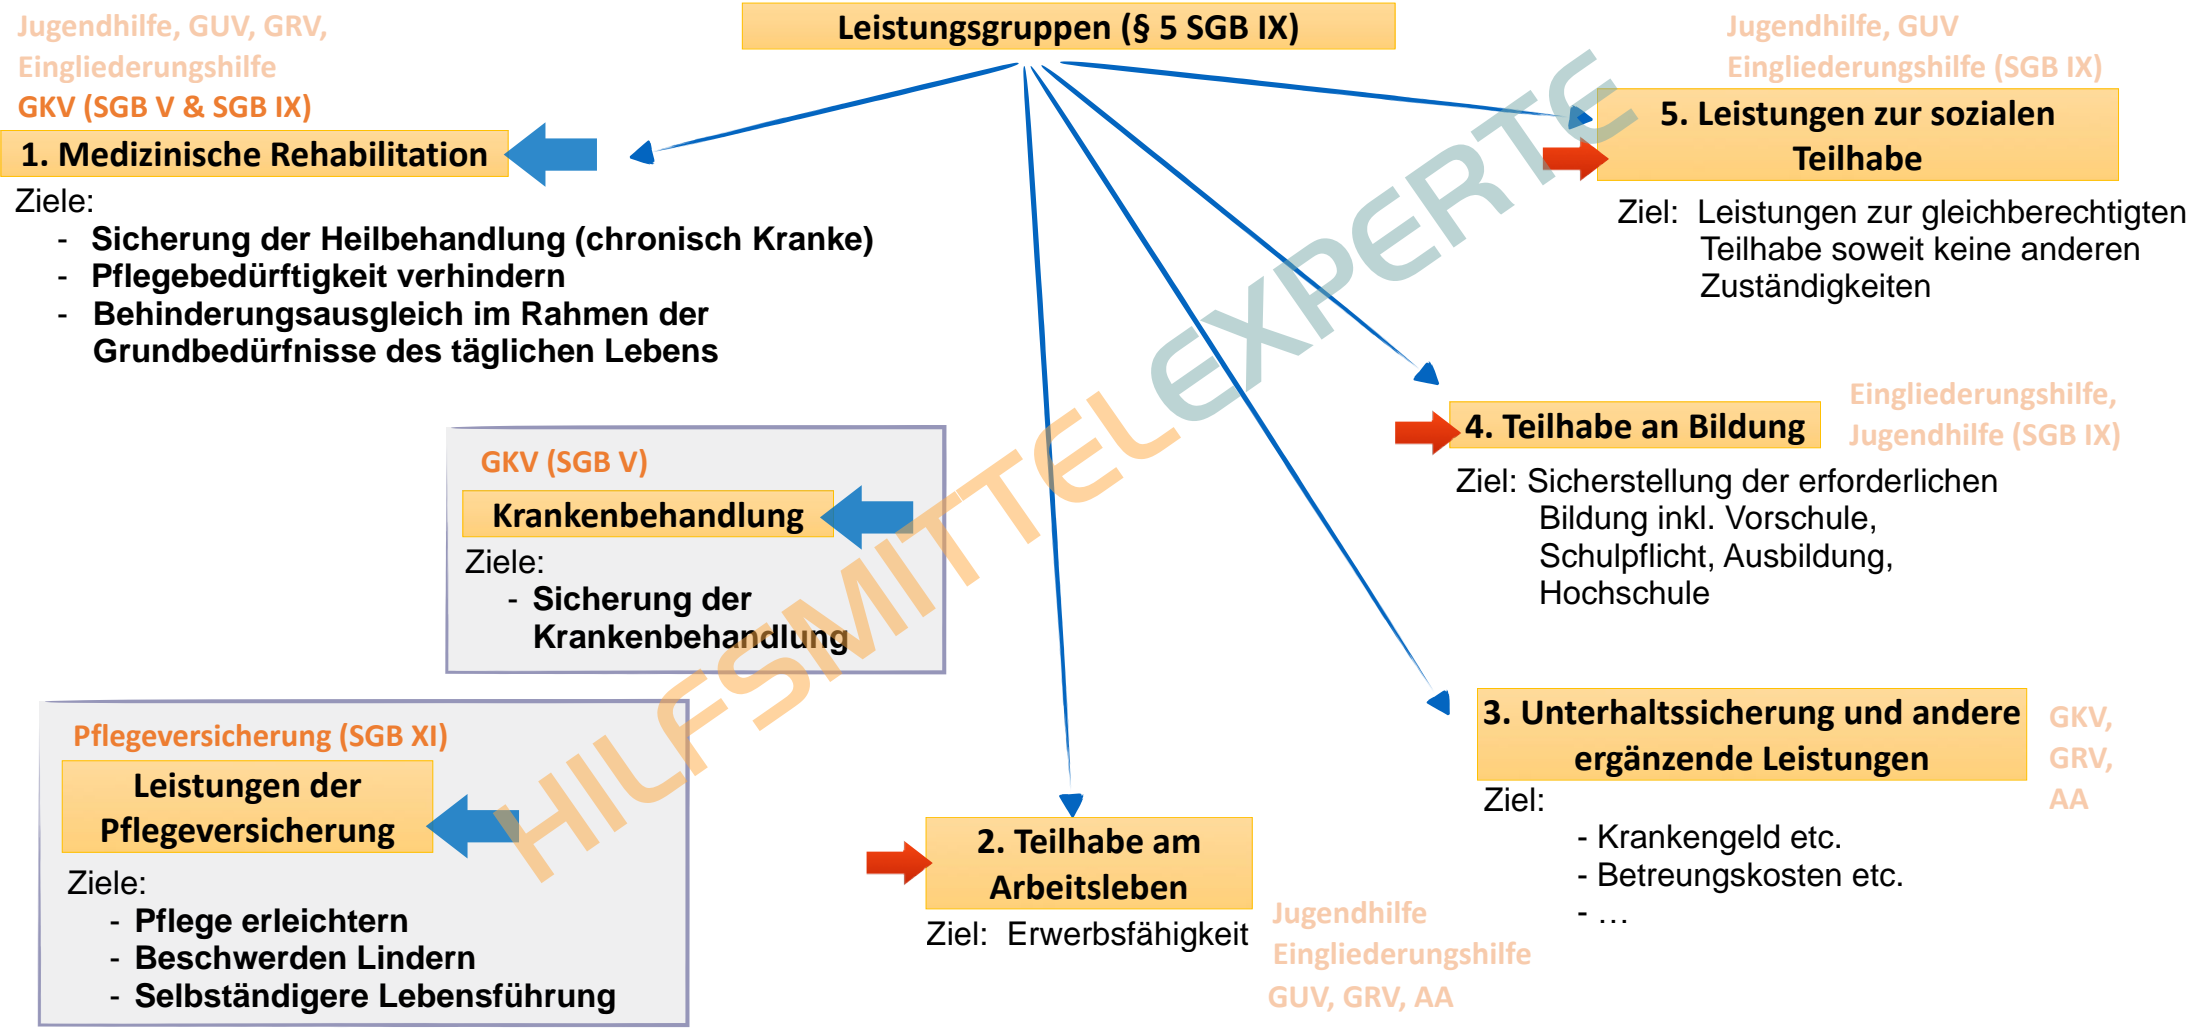 Leistungsgruppen (§ 5 SGB IX)
Jugendhilfe, GUV, GRV,
Eingliederungshilfe
GKV (SGB V & SGB IX)
1. Medizinische Rehabilitation
Ziele:
- Sicherung der Heilbehandlung (chronisch Kranke)
- Pflegebedürftigkeit verhindern
- Behinderungsausgleich im Rahmen der
Grundbedürfnisse des täglichen Lebens
GKV (SGB V)
Krankenbehandlung
Ziele:
- Sicherung der
Krankenbehandlung
Pflegeversicherung (SGB XI)
Leistungen der
Pflegeversicherung
Ziele:
- Pflege erleichtern
- Beschwerden Lindern
- Selbständigere Lebensführung
2. Teilhabe am
Arbeitsleben
Ziel: Erwerbsfähigkeit
Jugendhilfe
Eingliederungshilfe
GUV, GRV, AA
3. Unterhaltssicherung und andere
ergänzende Leistungen
GKV,
GRV,
AA
Ziel:
- Krankengeld etc.
- Betreungskosten etc.
- …
4. Teilhabe an Bildung
Eingliederungshilfe,
Jugendhilfe (SGB IX)
Ziel: Sicherstellung der erforderlichen
Bildung inkl. Vorschule,
Schulpflicht, Ausbildung,
Hochschule
Jugendhilfe, GUV
Eingliederungshilfe (SGB IX)
5. Leistungen zur sozialen
Teilhabe
Ziel: Leistungen zur gleichberechtigten
Teilhabe soweit keine anderen
Zuständigkeiten
HILFSMITTELEXPERTE